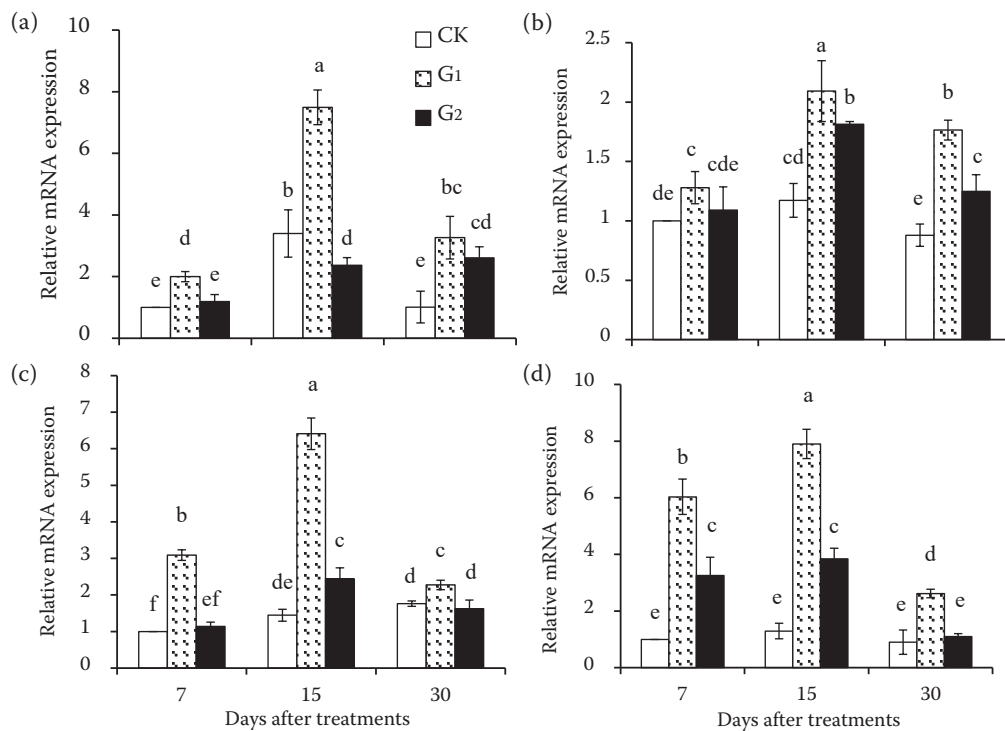 (a)
10
8
6
4
2
0
Relative mRNA expression
CK
G1
G2
e
d
e
b
a
d
e
bc
cd
(b)
2.5
2
1.5
1
0.5
0
Relative mRNA expression
de
c
cde
cd
a
b
e
b
c
(c)
8
7
6
5
4
3
2
1
0
Relative mRNA expression
f
b
ef
de
a
c
d
c
d
7
15
30
Days after treatments
(d)
10
8
6
4
2
0
Relative mRNA expression
e
b
c
e
a
c
e
d
e
7
15
30
Days after treatments